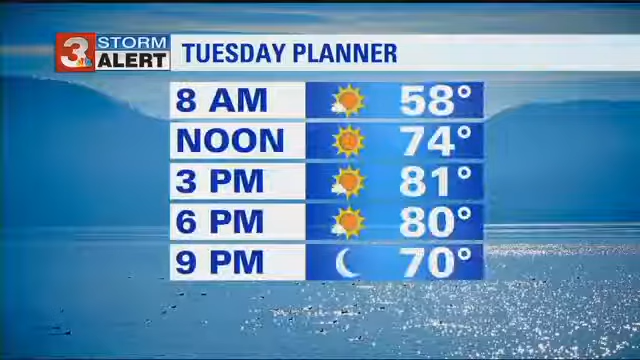 3 STORM
ALERT
TUESDAY PLANNER
8 AM 58°
NOON 74°
3 PM 81°
6 PM 80°
9 PM 70°